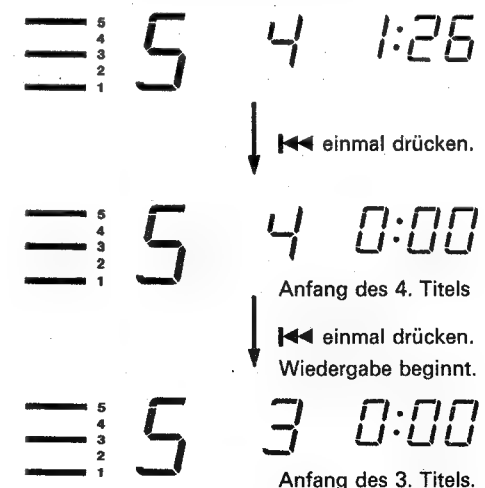 5
4
3
2
1
5 4 1:26
⏮ einmal drücken.
5
4
3
2
1
5 4 0:00
Anfang des 4. Titels
⏮ einmal drücken.
Wiedergabe beginnt.
5
4
3
2
1
5 3 0:00
Anfang des 3. Titels.